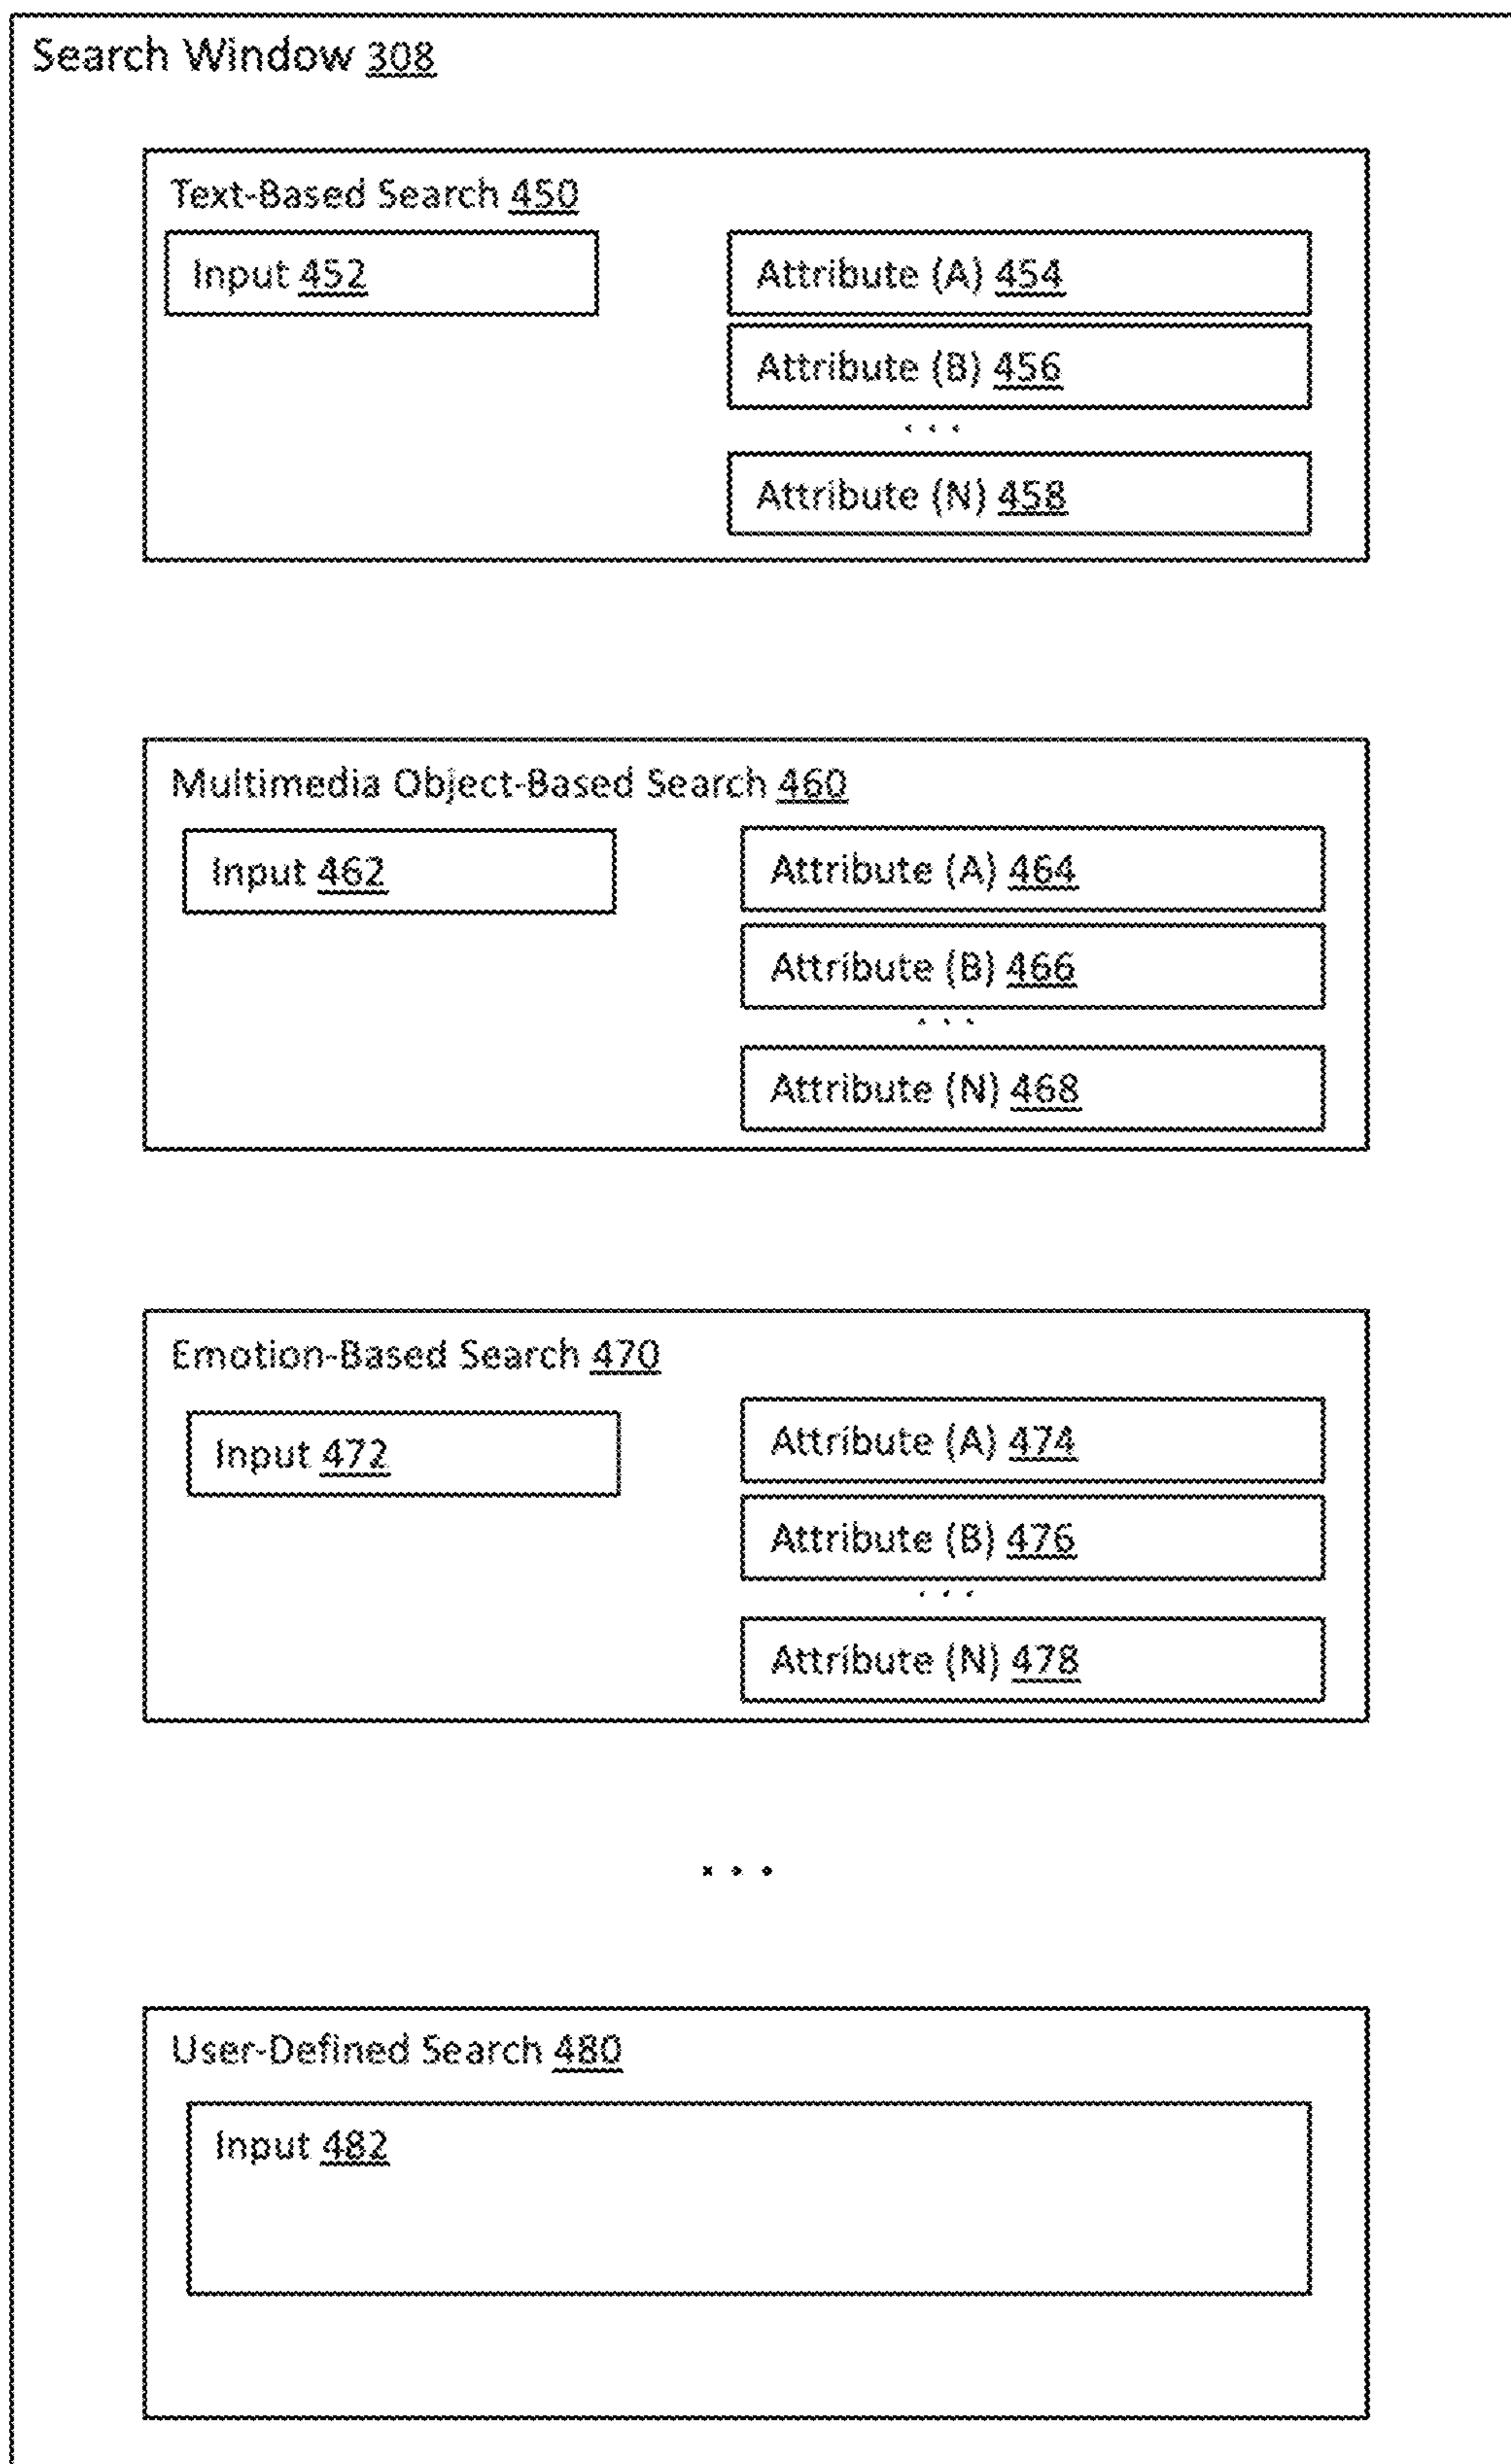 Search Window 308
Text-Based Search 450
Input 452
Attribute (A) 454
Attribute (B) 456
. . .
Attribute (N) 458
Multimedia Object-Based Search 460
Input 462
Attribute (A) 464
Attribute (B) 466
. . .
Attribute (N) 468
Emotion-Based Search 470
Input 472
Attribute (A) 474
Attribute (B) 476
. . .
Attribute (N) 478
. . .
User-Defined Search 480
Input 482